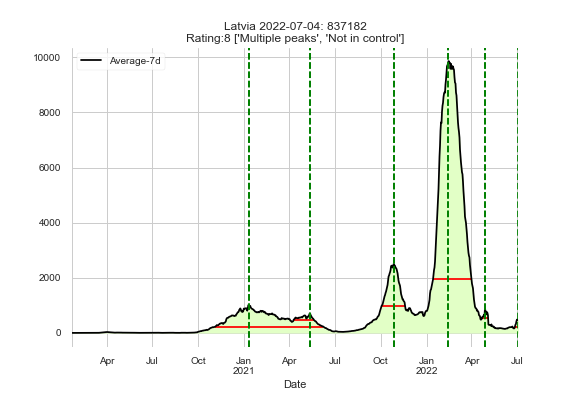 Latvia 2022-07-04: 837182
Rating:8 ['Multiple peaks', 'Not in control']
Average-7d
10000
8000
6000
4000
2000
0
Apr Jul Oct Jan Apr Jul Oct Jan Apr Jul
2021 2022
Date